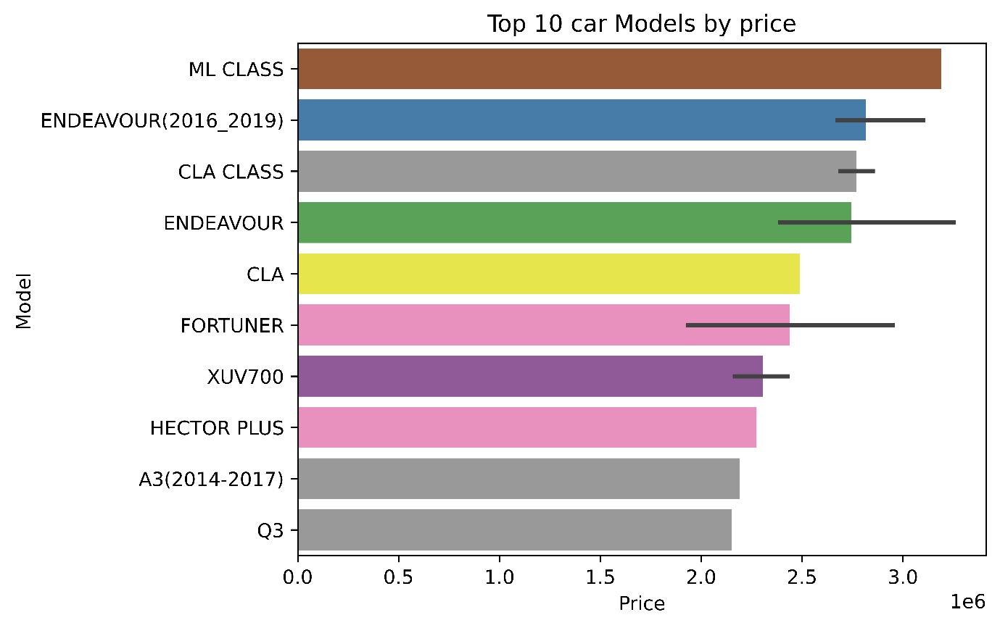 Top 10 car Models by price
ML CLASS
ENDEAVOUR(2016_2019)
CLA CLASS
ENDEAVOUR
CLA
FORTUNER
XUV700
HECTOR PLUS
A3(2014-2017)
Q3
Model
0.0 0.5 1.0 1.5 2.0 2.5 3.0
Price
1e6